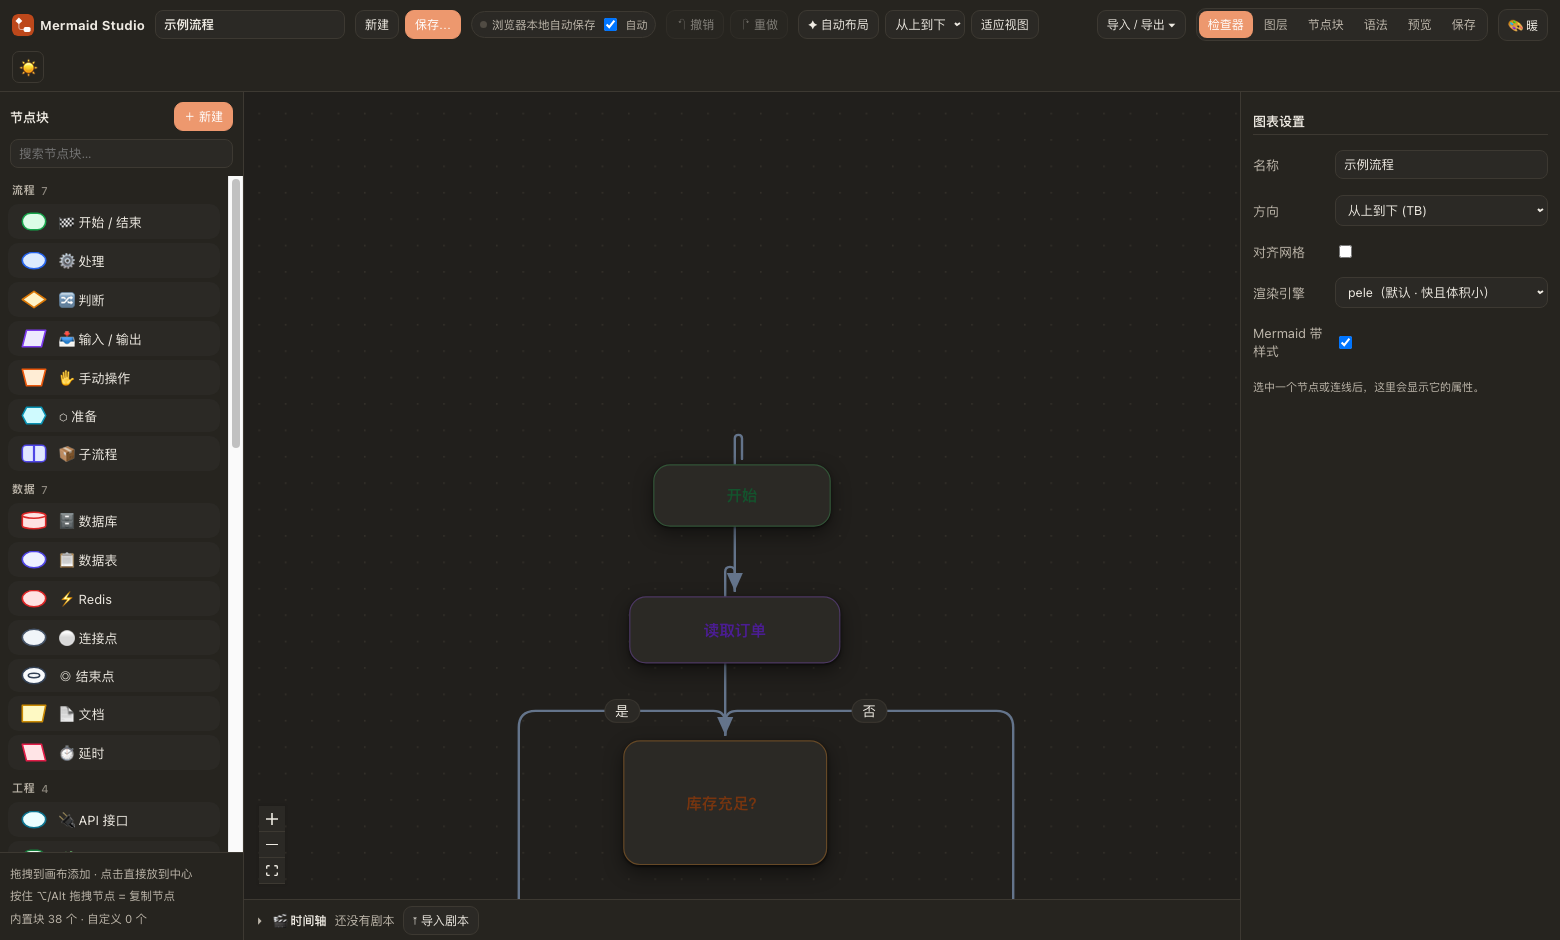 Mermaid Studio
示例流程
新建
保存...
浏览器本地自动保存
自动
撤销
重做
✦ 自动布局
从上到下
适应视图
导入 / 导出
检查器
图层
节点块
语法
预览
保存
🎨 暖
☀️
节点块
＋ 新建
搜索节点块...
流程 7
🏁 开始 / 结束
⚙️ 处理
🔀 判断
📥 输入 / 输出
✋ 手动操作
⬡ 准备
📦 子流程
数据 7
🗄️ 数据库
📋 数据表
⚡ Redis
⚪ 连接点
◎ 结束点
📄 文档
⏱️ 延时
工程 4
🔌 API 接口
拖拽到画布添加 · 点击直接放到中心
按住 ⌥/Alt 拖拽节点 = 复制节点
内置块 38 个 · 自定义 0 个
开始
读取订单
是
否
库存充足?
🎬 时间轴
还没有剧本
⤒ 导入剧本
图表设置
名称
示例流程
方向
从上到下 (TB)
对齐网格
渲染引擎
pele（默认 · 快且体积小）
Mermaid 带
样式
选中一个节点或连线后，这里会显示它的属性。